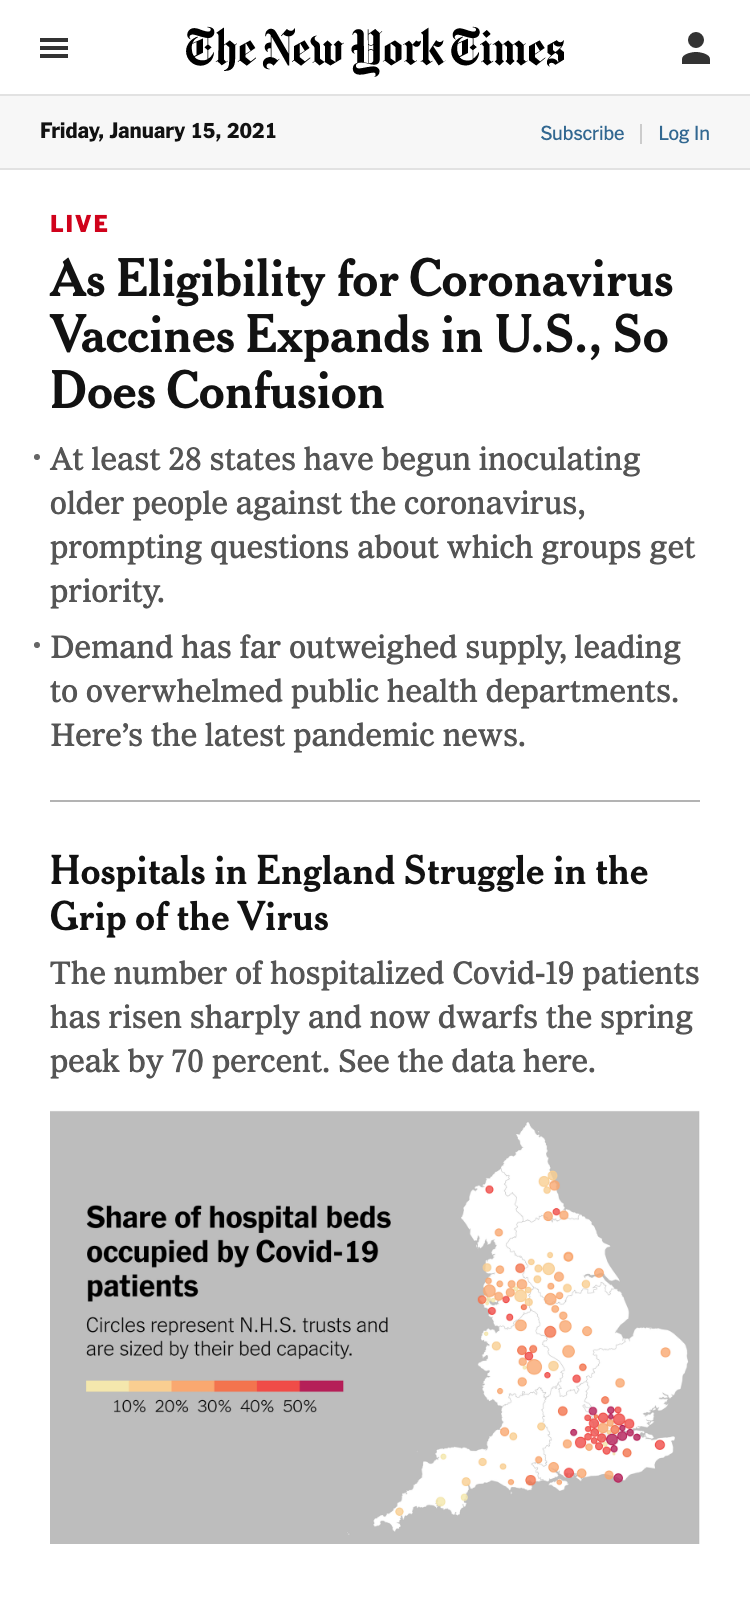 The New York Times
Friday, January 15, 2021
Subscribe | Log In
LIVE
As Eligibility for Coronavirus
Vaccines Expands in U.S., So
Does Confusion
• At least 28 states have begun inoculating
older people against the coronavirus,
prompting questions about which groups get
priority.
• Demand has far outweighed supply, leading
to overwhelmed public health departments.
Here’s the latest pandemic news.
Hospitals in England Struggle in the
Grip of the Virus
The number of hospitalized Covid-19 patients
has risen sharply and now dwarfs the spring
peak by 70 percent. See the data here.
Share of hospital beds
occupied by Covid-19
patients
Circles represent N.H.S. trusts and
are sized by their bed capacity.
10% 20% 30% 40% 50%